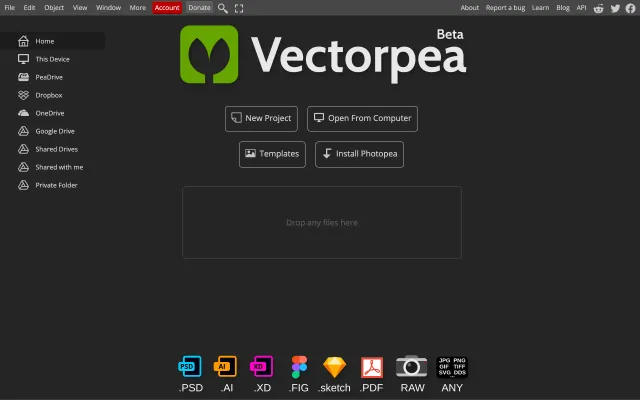 File Edit Object View Window More Account Donate About Report a bug Learn Blog API
Home
This Device
PeaDrive
Dropbox
OneDrive
Google Drive
Shared Drives
Shared with me
Private Folder
Beta
Vectorpea
New Project Open From Computer
Templates Install Photopea
Drop any files here
PSD AI XD JPG PNG
GIF TIFF
SVG DDS
.PSD .AI .XD .FIG .sketch .PDF RAW ANY